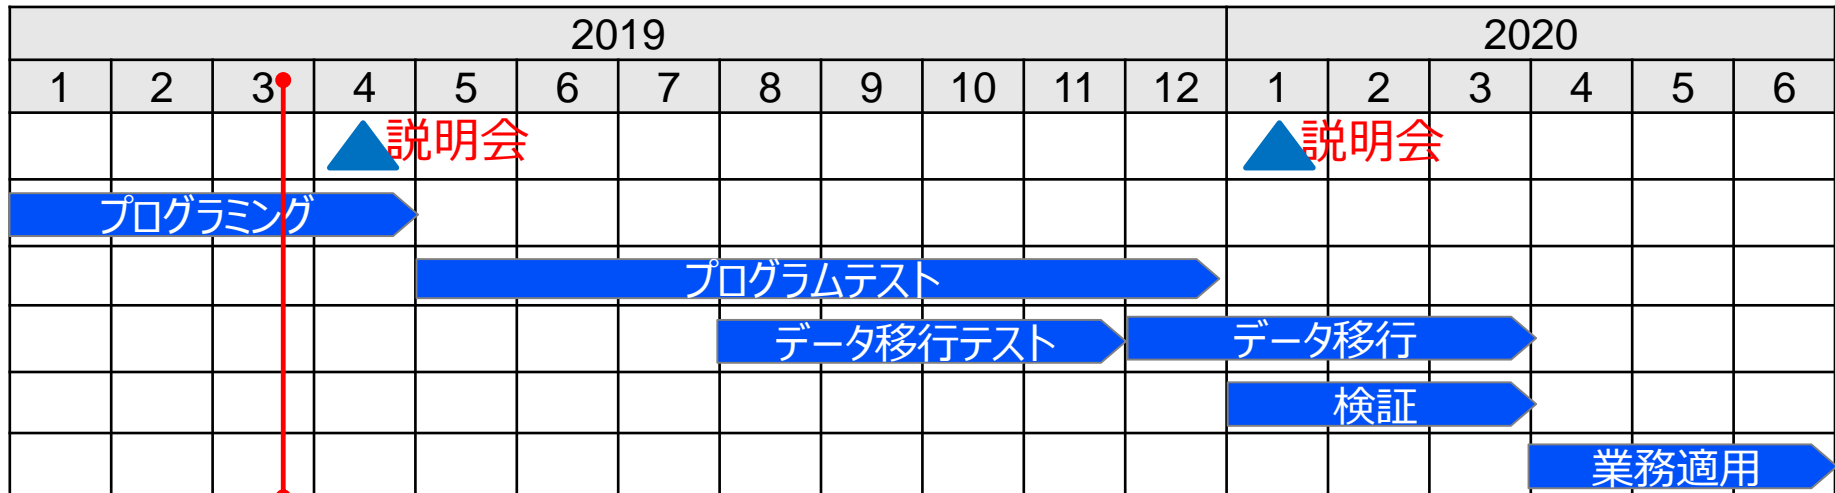 2019 2020
1 2 3 4 5 6 7 8 9 10 11 12 1 2 3 4 5 6
説明会 説明会
プログラミング
プログラムテスト
データ移行テスト データ移行
検証
業務適用